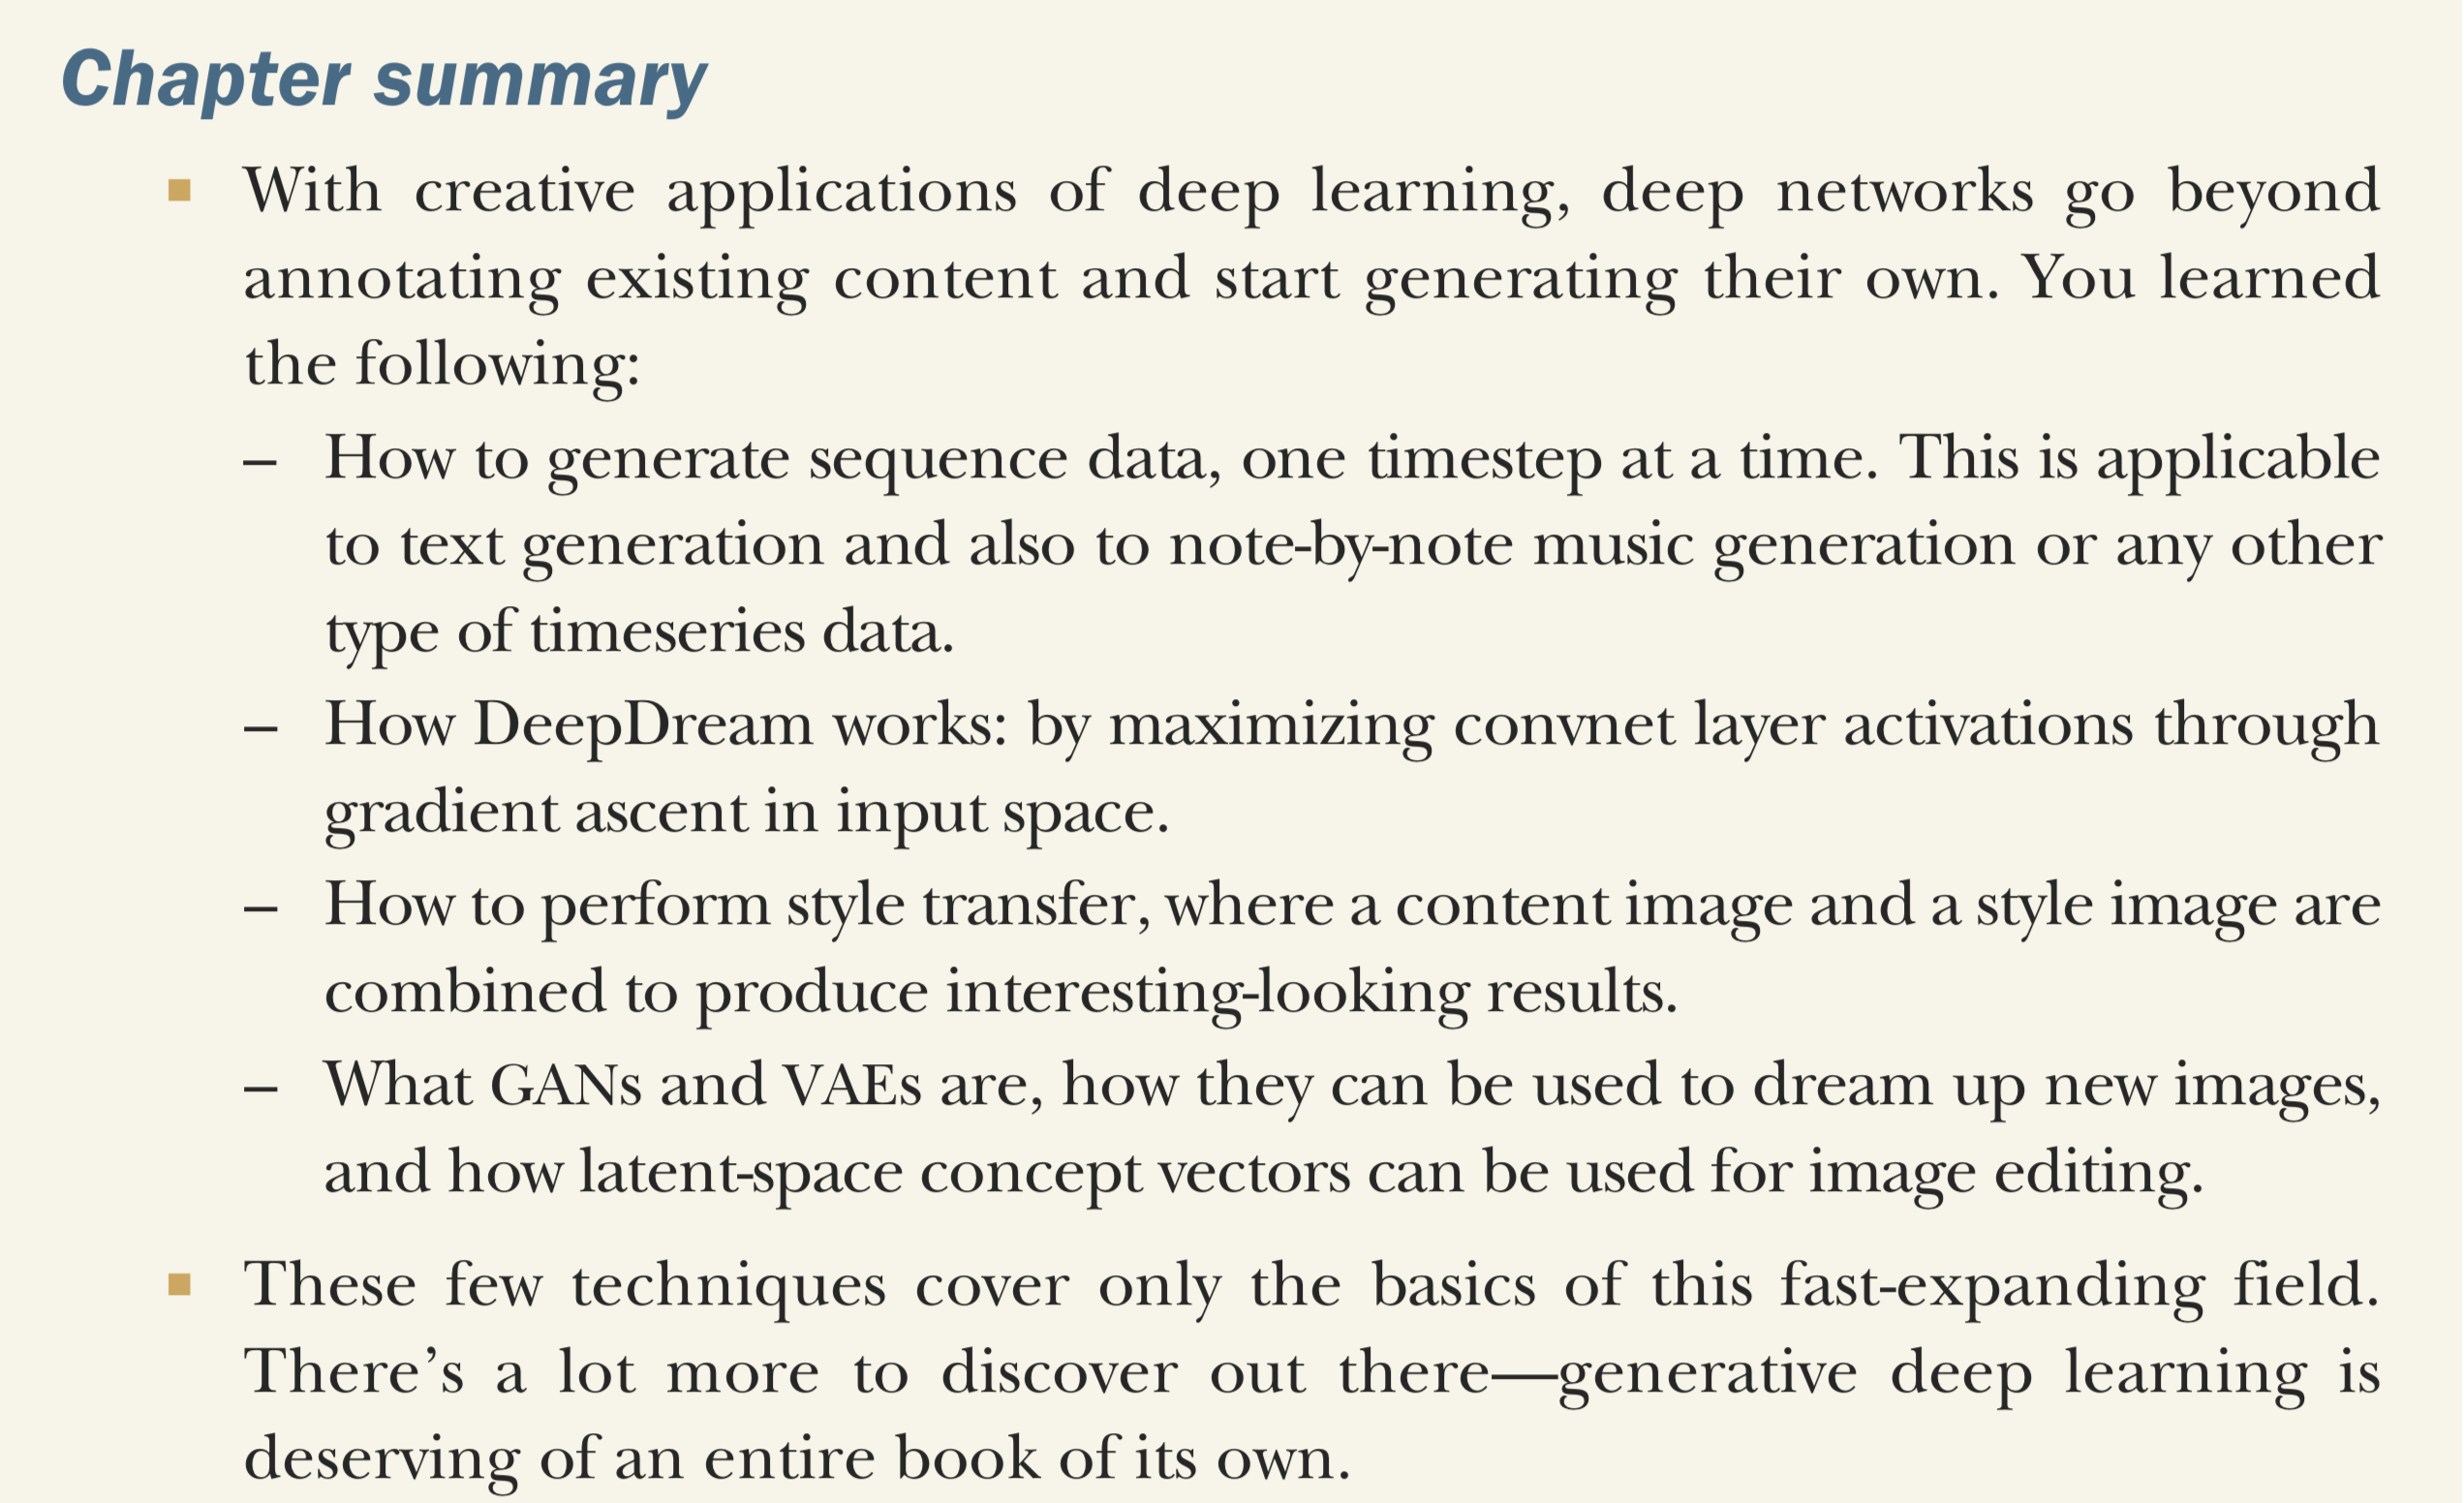 Chapter summary
■ With creative applications of deep learning, deep networks go beyond
annotating existing content and start generating their own. You learned
the following:
– How to generate sequence data, one timestep at a time. This is applicable
to text generation and also to note-by-note music generation or any other
type of timeseries data.
– How DeepDream works: by maximizing convnet layer activations through
gradient ascent in input space.
– How to perform style transfer, where a content image and a style image are
combined to produce interesting-looking results.
– What GANs and VAEs are, how they can be used to dream up new images,
and how latent-space concept vectors can be used for image editing.
■ These few techniques cover only the basics of this fast-expanding field.
There’s a lot more to discover out there—generative deep learning is
deserving of an entire book of its own.